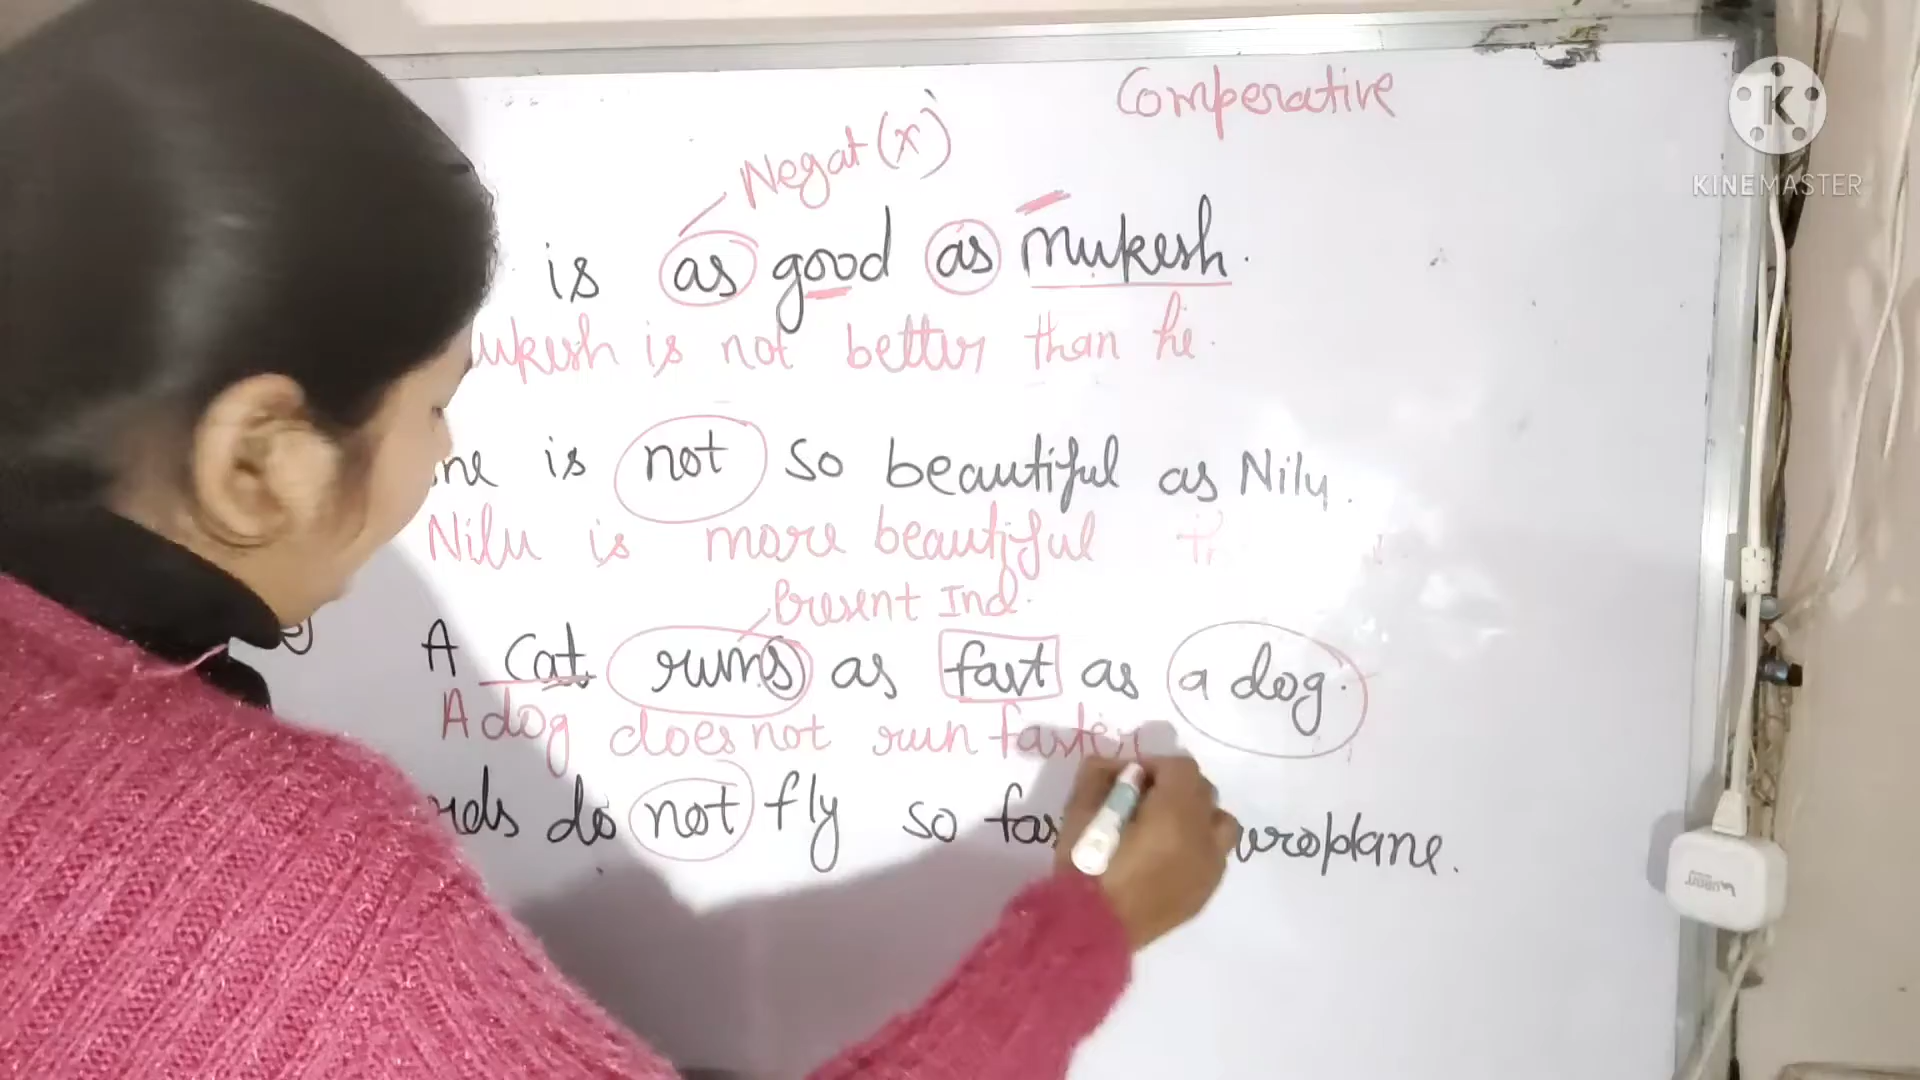 Comperative
Negat (x)
is as good as mukesh.
ukesh is not better than he.
ne is not so beautiful as Nilu.
Nilu is more beautiful
Present Ind.
A cat runs as fast as a dog.
A dog does not run faster
rds do not fly so fas eroplane.
KINEMASTER